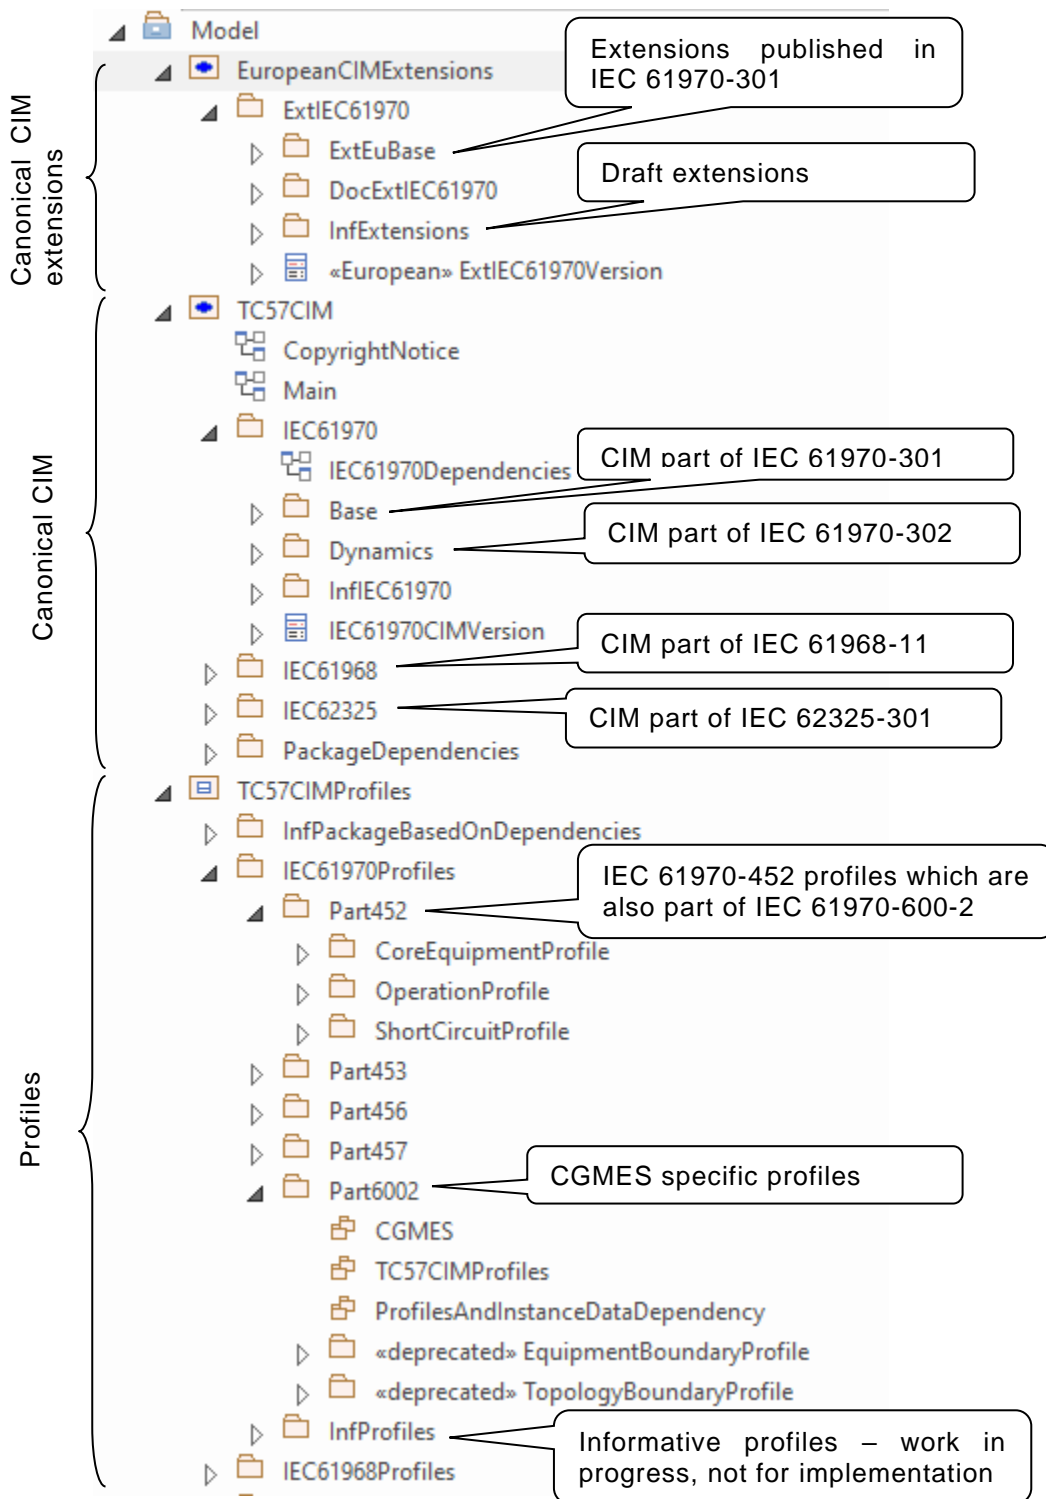 Model
EuropeanCIMExtensions
Extensions published in
IEC 61970-301
ExtIEC61970
ExtEuBase
DocExtIEC61970
Draft extensions
InfExtensions
«European» ExtIEC61970Version
Canonical CIM
extensions
TC57CIM
CopyrightNotice
Main
IEC61970
IEC61970Dependencies
CIM part of IEC 61970-301
Base
Dynamics
CIM part of IEC 61970-302
InfIEC61970
IEC61970CIMVersion
IEC61968
CIM part of IEC 61968-11
IEC62325
CIM part of IEC 62325-301
PackageDependencies
Canonical CIM
TC57CIMProfiles
InfPackageBasedOnDependencies
IEC61970Profiles
IEC 61970-452 profiles which are
also part of IEC 61970-600-2
Part452
CoreEquipmentProfile
OperationProfile
ShortCircuitProfile
Part453
Part456
Part457
Part6002
CGMES specific profiles
CGMES
TC57CIMProfiles
ProfilesAndInstanceDataDependency
«deprecated» EquipmentBoundaryProfile
«deprecated» TopologyBoundaryProfile
InfProfiles
Informative profiles – work in
progress, not for implementation
IEC61968Profiles
Profiles